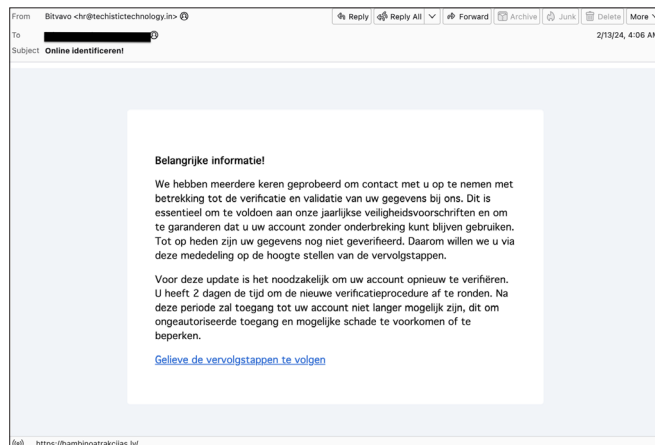 From Bitvavo <hr@techistictechnology.in>
Reply Reply All Forward Archive Junk Delete More
To
2/13/24, 4:06 AM
Subject Online identificeren!
Belangrijke informatie!
We hebben meerdere keren geprobeerd om contact met u op te nemen met
betrekking tot de verificatie en validatie van uw gegevens bij ons. Dit is
essentieel om te voldoen aan onze jaarlijkse veiligheidsvoorschriften en om
te garanderen dat u uw account zonder onderbreking kunt blijven gebruiken.
Tot op heden zijn uw gegevens nog niet geverifieerd. Daarom willen we u via
deze mededeling op de hoogte stellen van de vervolgstappen.
Voor deze update is het noodzakelijk om uw account opnieuw te verifiëren.
U heeft 2 dagen de tijd om de nieuwe verificatieprocedure af te ronden. Na
deze periode zal toegang tot uw account niet langer mogelijk zijn, dit om
ongeautoriseerde toegang en mogelijke schade te voorkomen of te
beperken.
Gelieve de vervolgstappen te volgen
https://bambinoatrakcijas.lv/